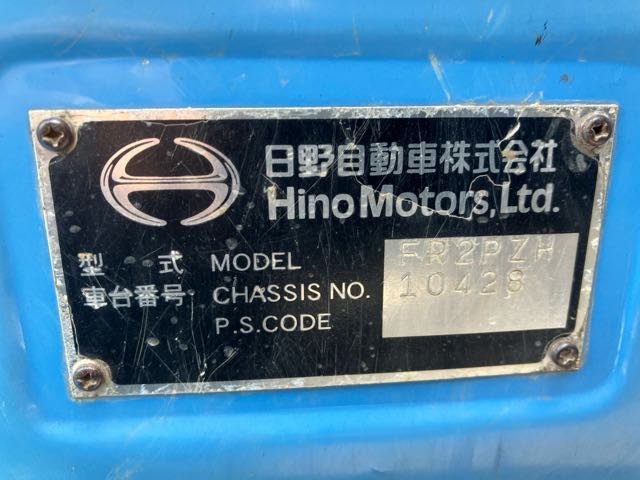 日野自動車株式会社
Hino Motors, Ltd.
型 式 MODEL FR2PZH
車台番号 CHASSIS NO. 10428
P.S.CODE